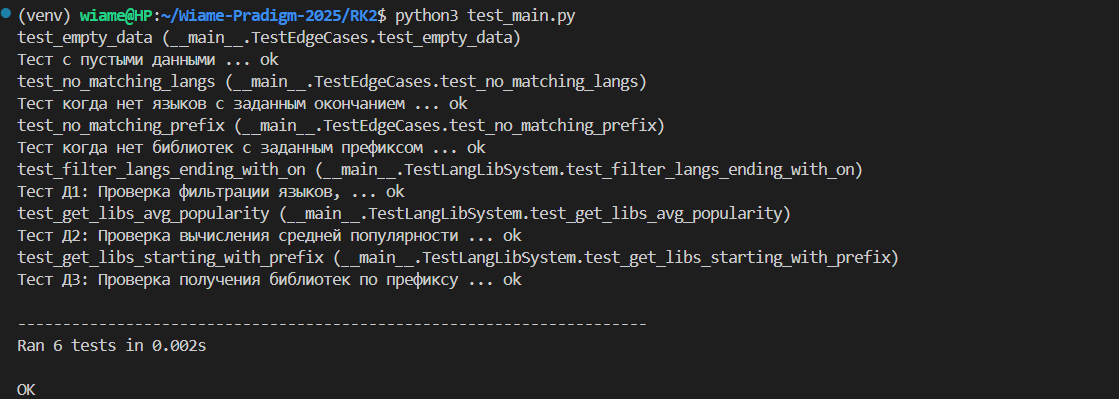 (venv) wiame@HP:~/Wiame-Pradigm-2025/RK2$ python3 test_main.py
test_empty_data (__main__.TestEdgeCases.test_empty_data)
Тест с пустыми данными ... ok
test_no_matching_langs (__main__.TestEdgeCases.test_no_matching_langs)
Тест когда нет языков с заданным окончанием ... ok
test_no_matching_prefix (__main__.TestEdgeCases.test_no_matching_prefix)
Тест когда нет библиотек с заданным префиксом ... ok
test_filter_langs_ending_with_on (__main__.TestLangLibSystem.test_filter_langs_ending_with_on)
Тест Д1: Проверка фильтрации языков, ... ok
test_get_libs_avg_popularity (__main__.TestLangLibSystem.test_get_libs_avg_popularity)
Тест Д2: Проверка вычисления средней популярности ... ok
test_get_libs_starting_with_prefix (__main__.TestLangLibSystem.test_get_libs_starting_with_prefix)
Тест Д3: Проверка получения библиотек по префиксу ... ok
----------------------------------------------------------------------
Ran 6 tests in 0.002s
OK